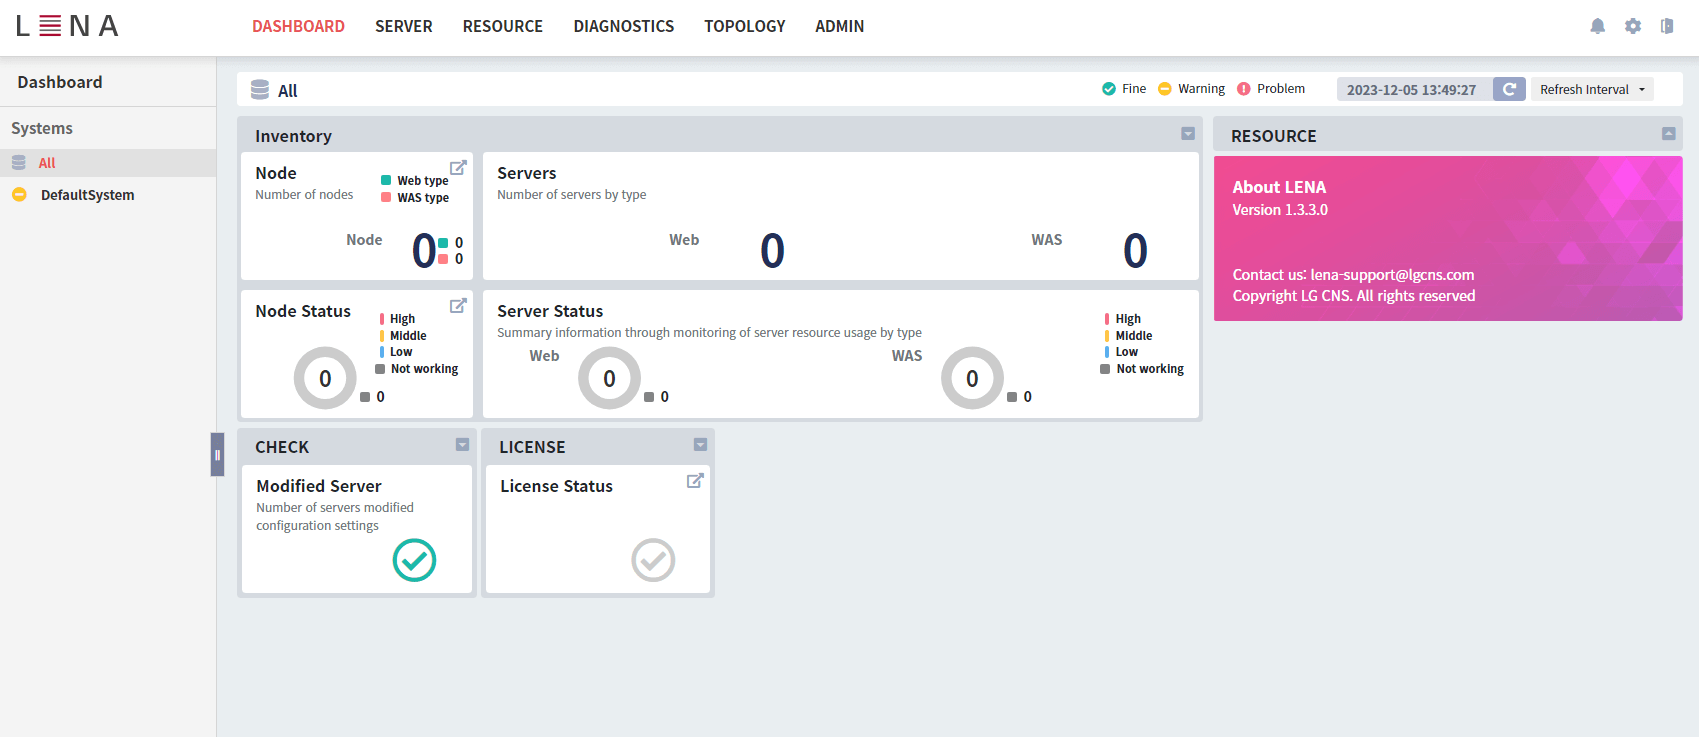 LENA
DASHBOARD SERVER RESOURCE DIAGNOSTICS TOPOLOGY ADMIN
Dashboard
Systems
All
DefaultSystem
All
Fine Warning Problem
2023-12-05 13:49:27
Refresh Interval
Inventory
Node
Number of nodes
Web type
WAS type
Node 0
0
0
Servers
Number of servers by type
Web 0
WAS 0
Node Status
High
Middle
Low
Not working
0
0
Server Status
Summary information through monitoring of server resource usage by type
Web
0
0
WAS
0
0
High
Middle
Low
Not working
RESOURCE
About LENA
Version 1.3.3.0
Contact us: lena-support@lgcns.com
Copyright LG CNS. All rights reserved
CHECK
Modified Server
Number of servers modified
configuration settings
LICENSE
License Status